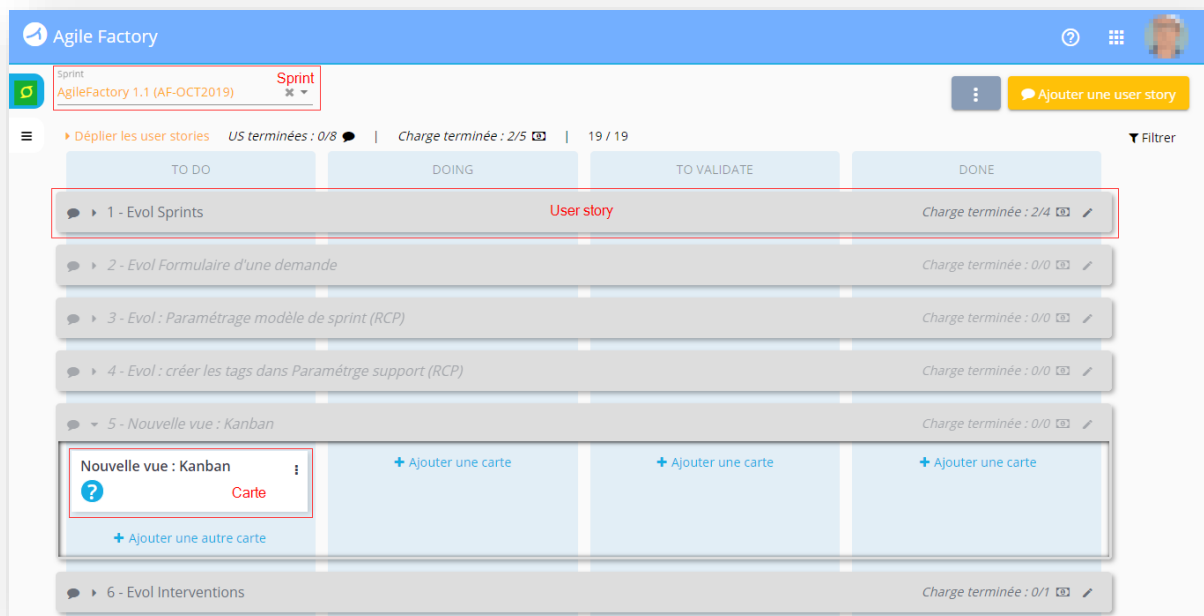 Agile Factory
Sprint
Sprint
AgileFactory 1.1 (AF-OCT2019)
Ajouter une user story
Déplier les user stories US terminées : 0/8 | Charge terminée : 2/5 | 19 / 19
Filtrer
TO DO DOING TO VALIDATE DONE
1 - Evol Sprints User story Charge terminée : 2/4
2 - Evol Formulaire d'une demande Charge terminée : 0/0
3 - Evol : Paramétrage modèle de sprint (RCP) Charge terminée : 0/0
4 - Evol : créer les tags dans Paramétrge support (RCP) Charge terminée : 0/0
5 - Nouvelle vue : Kanban Charge terminée : 0/0
Nouvelle vue : Kanban + Ajouter une carte + Ajouter une carte + Ajouter une carte
? Carte
+ Ajouter une autre carte
6 - Evol Interventions Charge terminée : 0/1